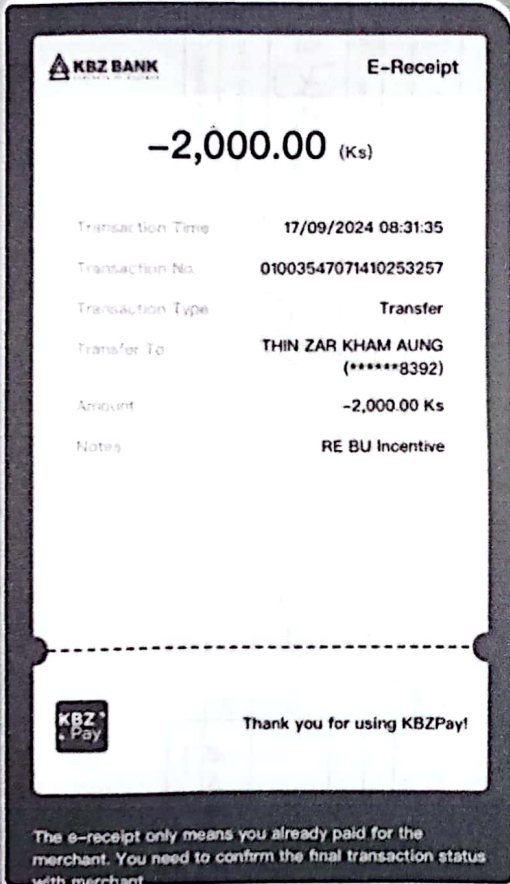 KBZ BANK
E-Receipt
-2,000.00 (Ks)
Transaction Time 17/09/2024 08:31:35
Transaction No. 01003547071410253257
Transaction Type Transfer
Transfer To THIN ZAR KHAM AUNG
(******8392)
Amount -2,000.00 Ks
Notes RE BU Incentive
KBZ
Pay
Thank you for using KBZPay!
The e-receipt only means you already paid for the
merchant. You need to confirm the final transaction status
with merchant